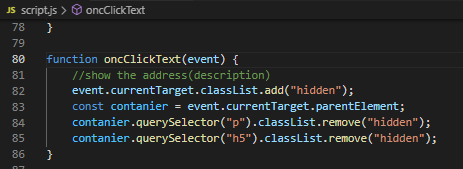 script.js > oncClickText
78 }
79
80 function oncClickText(event) {
81 //show the address(description)
82 event.currentTarget.classList.add("hidden");
83 const contanier = event.currentTarget.parentElement;
84 contanier.querySelector("p").classList.remove("hidden");
85 contanier.querySelector("h5").classList.remove("hidden");
86 }